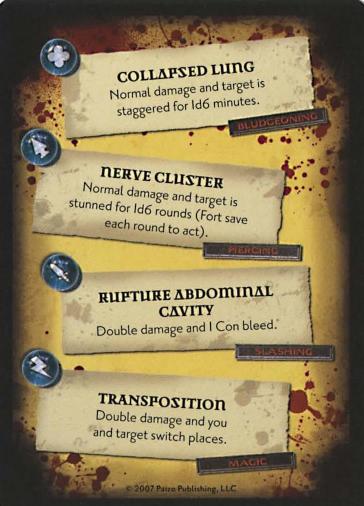 COLLAPSED LUNG
Normal damage and target is
staggered for 1d6 minutes.
BLUDGEONING
NERVE CLUSTER
Normal damage and target is
stunned for 1d6 rounds (Fort save
each round to act).
PIERCING
RUPTURE ABDOMINAL
CAVITY
Double damage and 1 Con bleed.
SLASHING
TRANSPOSITION
Double damage and you
and target switch places.
MAGIC
© 2007 Paizo Publishing, LLC